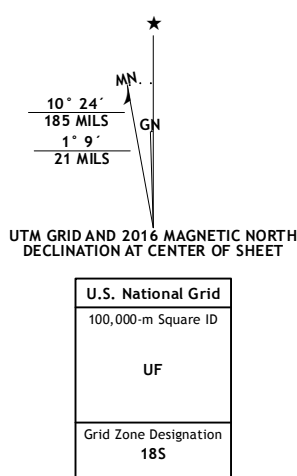 MN
10° 24´
185 MILS
GN
1° 9´
21 MILS
UTM GRID AND 2016 MAGNETIC NORTH
DECLINATION AT CENTER OF SHEET
U.S. National Grid
100,000-m Square ID
UF
Grid Zone Designation
18S